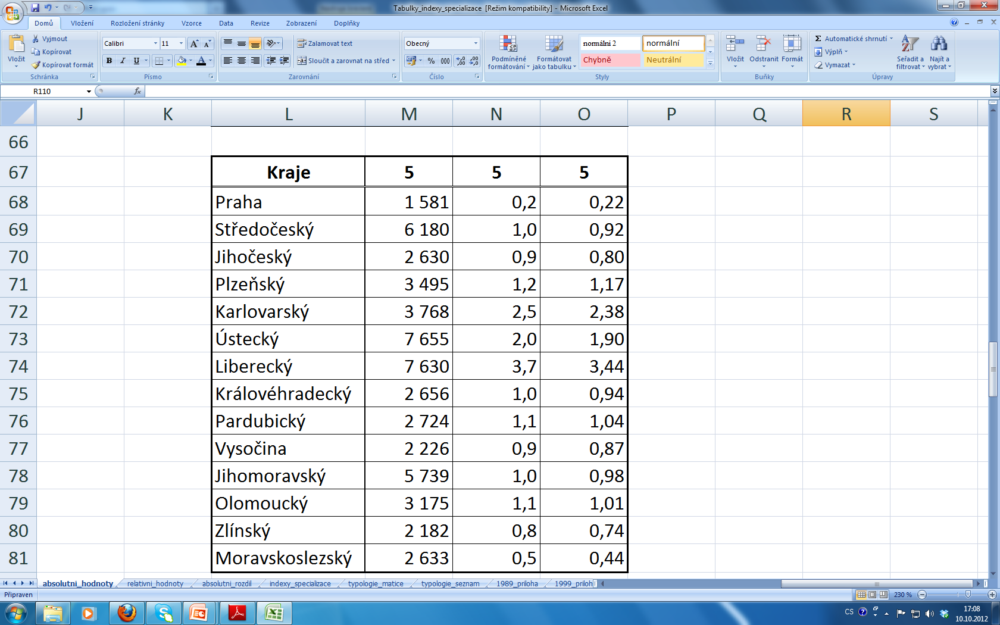 Tabulky_indexy_specializace [Režim kompatibility] - Microsoft Excel
Domů Vložení Rozložení stránky Vzorce Data Revize Zobrazení Doplňky
Vložit
Vyjmout
Kopírovat
Kopírovat formát
Schránka
Calibri 11
B I U
Písmo
Zalamovat text
Sloučit a zarovnat na střed
Zarovnání
Obecný
% 000
Číslo
Podmíněné formátování
Formátovat jako tabulku
normální 2 normální
Chybně Neutrální
Styly
Vložit Odstranit Formát
Buňky
Σ Automatické shrnutí
Výplň
Vymazat
Seřadit a filtrovat
Najít a vybrat
Úpravy
R110 fx
J K L M N O P Q R S
66
67 Kraje 5 5 5
68 Praha 1 581 0,2 0,22
69 Středočeský 6 180 1,0 0,92
70 Jihočeský 2 630 0,9 0,80
71 Plzeňský 3 495 1,2 1,17
72 Karlovarský 3 768 2,5 2,38
73 Ústecký 7 655 2,0 1,90
74 Liberecký 7 630 3,7 3,44
75 Královéhradecký 2 656 1,0 0,94
76 Pardubický 2 724 1,1 1,04
77 Vysočina 2 226 0,9 0,87
78 Jihomoravský 5 739 1,0 0,98
79 Olomoucký 3 175 1,1 1,01
80 Zlínský 2 182 0,8 0,74
81 Moravskoslezský 2 633 0,5 0,44
absolutni_hodnoty relativni_hodnoty absolutni_rozdil indexy_specializace typologie_matice typologie_seznam 1989_priloha 1999_priloh
Připraven 230 %
CS 17:08
10.10.2012